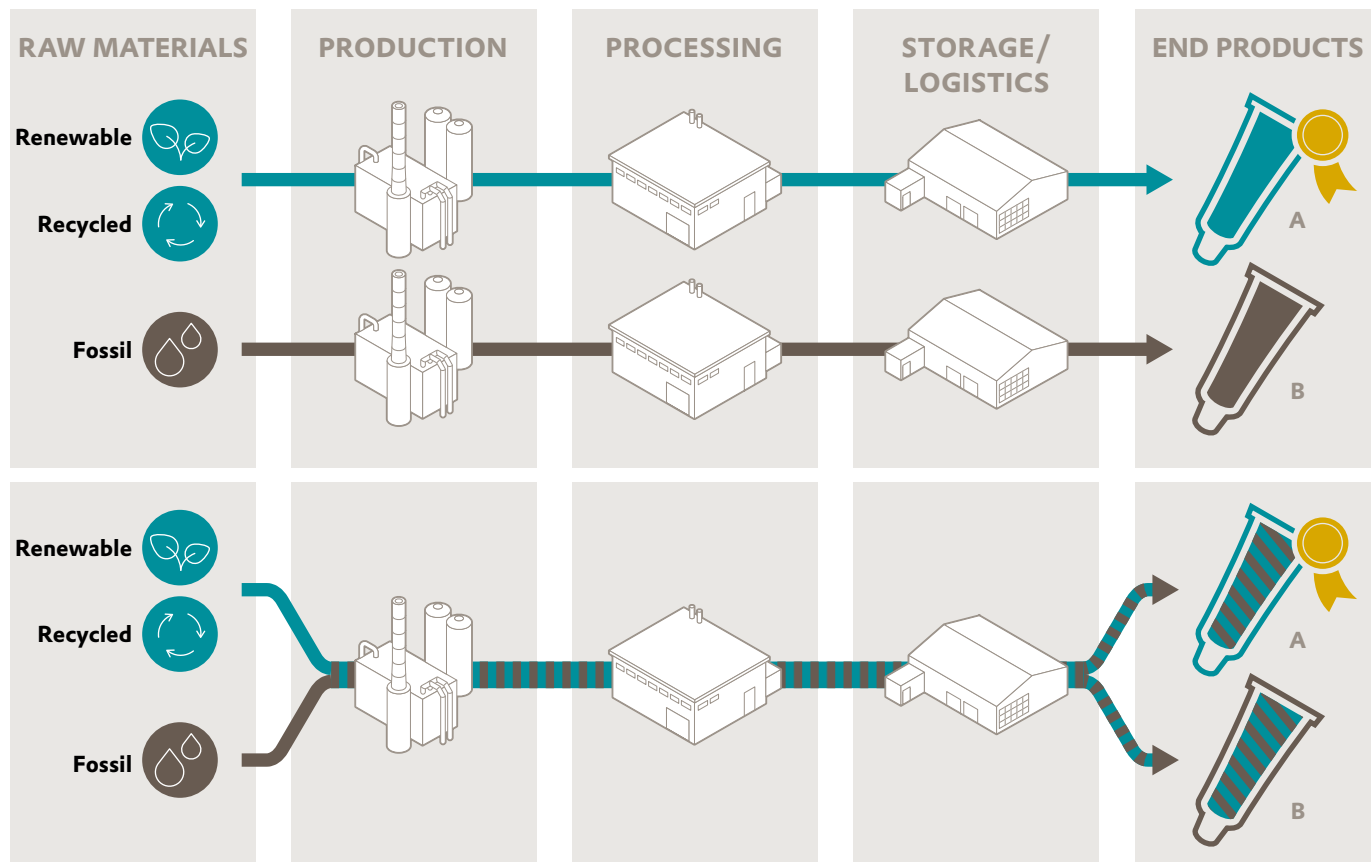 RAW MATERIALS
PRODUCTION
PROCESSING
STORAGE/
LOGISTICS
END PRODUCTS
Renewable
Recycled
A
Fossil
B
Renewable
Recycled
A
Fossil
B